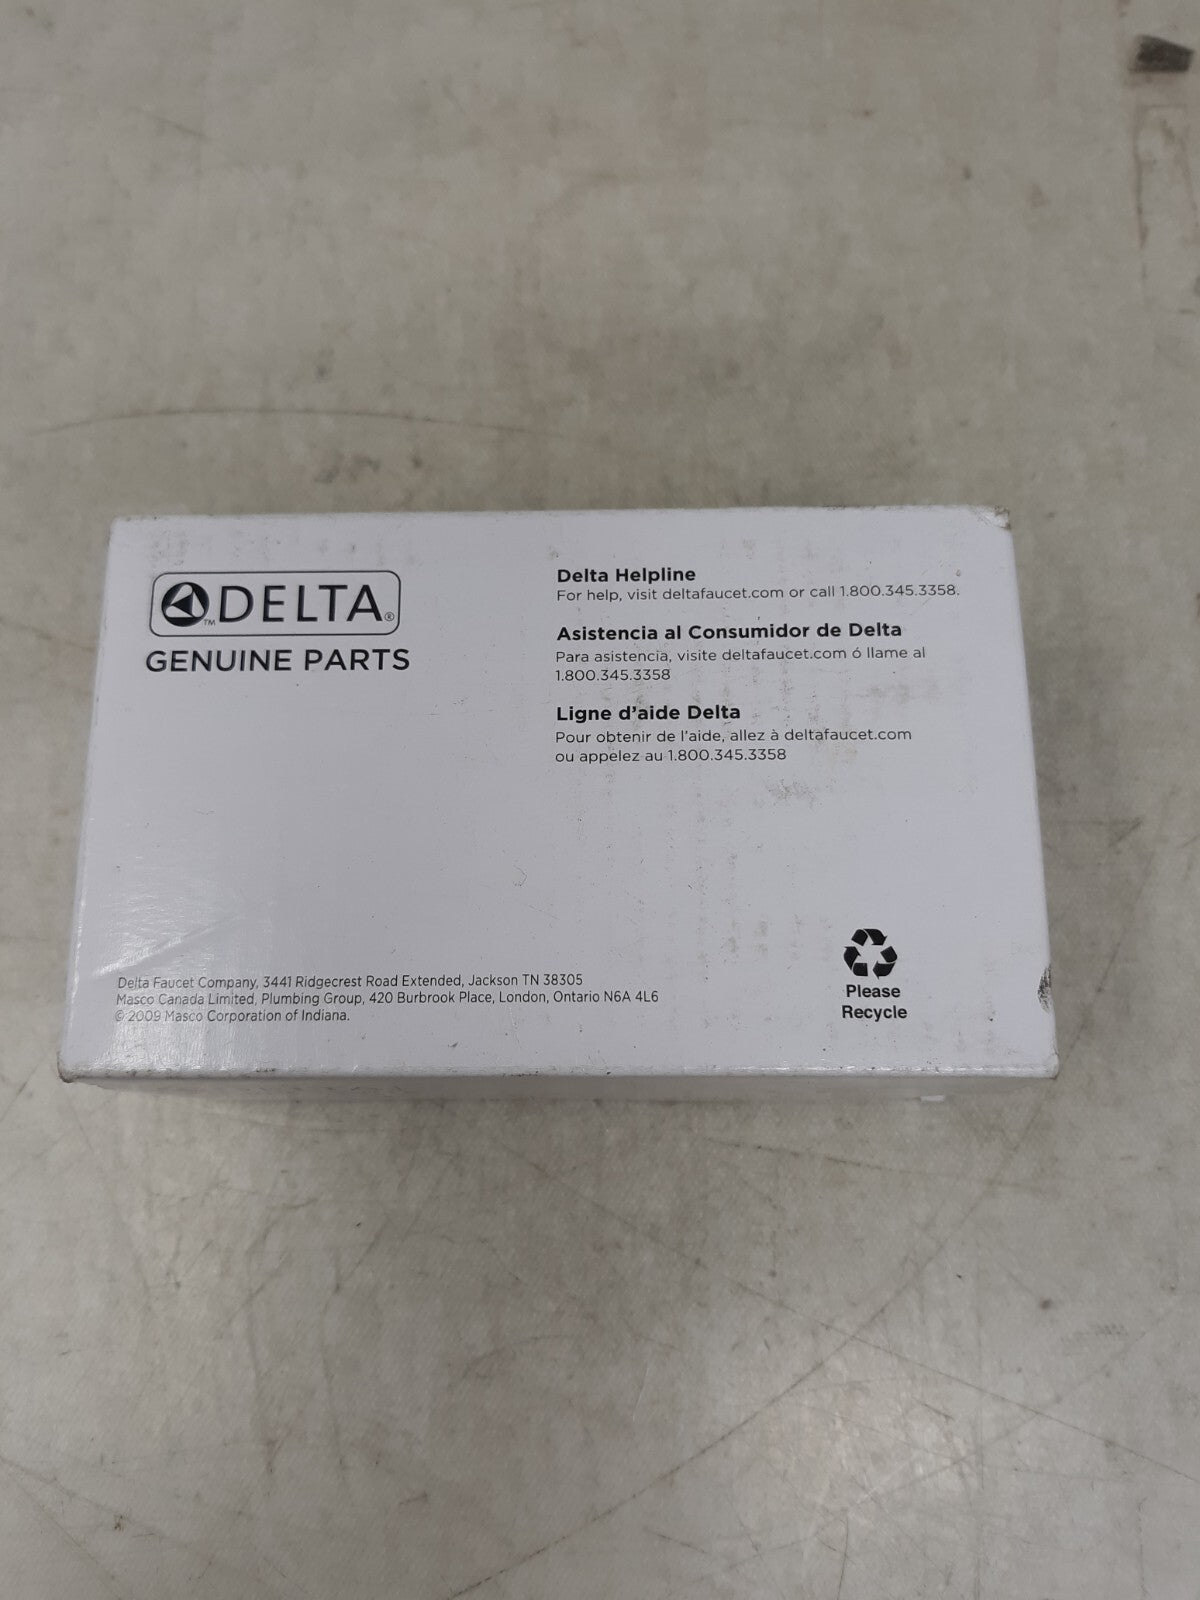 DELTA®
™
GENUINE PARTS
Delta Helpline
For help, visit deltafaucet.com or call 1.800.345.3358.
Asistencia al Consumidor de Delta
Para asistencia, visite deltafaucet.com ó llame al
1.800.345.3358
Ligne d'aide Delta
Pour obtenir de l'aide, allez à deltafaucet.com
ou appelez au 1.800.345.3358
Delta Faucet Company, 3441 Ridgecrest Road Extended, Jackson TN 38305
Masco Canada Limited, Plumbing Group, 420 Burbrook Place, London, Ontario N6A 4L6
© 2009 Masco Corporation of Indiana.
Please
Recycle